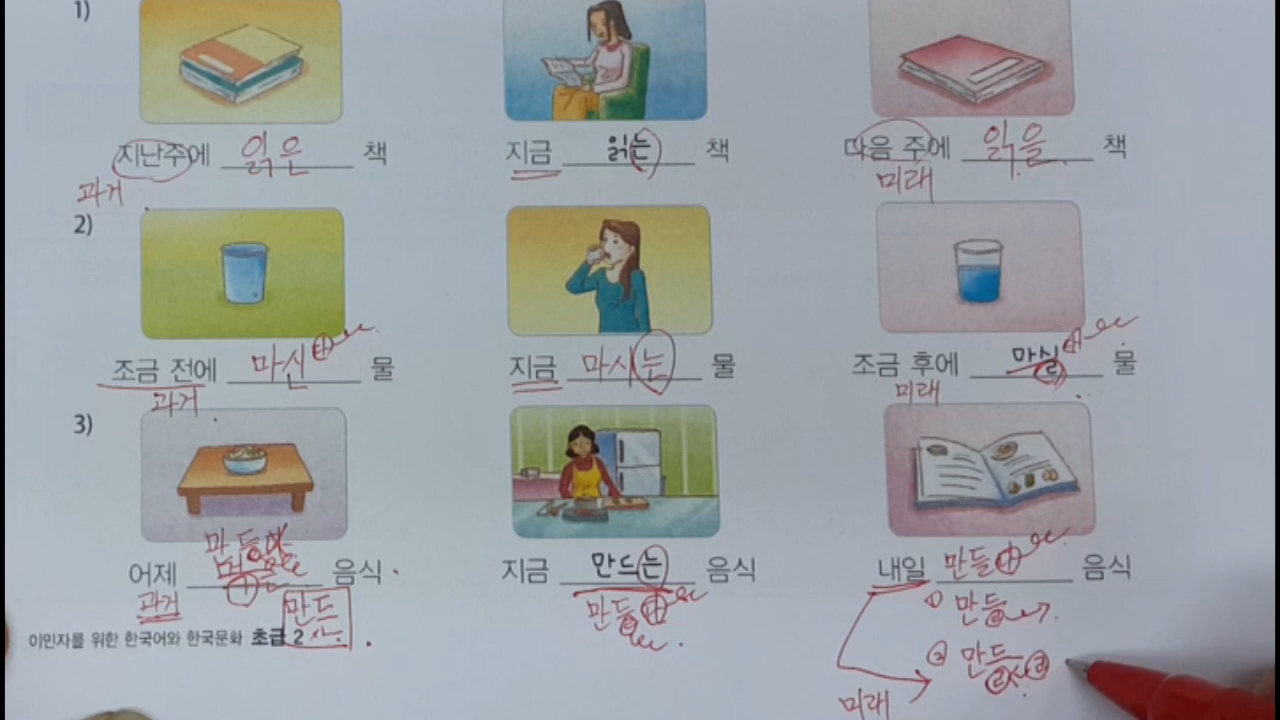 1)
지난주에 읽은 책 지금 읽는 책 다음 주에 읽을 책
과거 미래
2)
조금 전에 마신 물 지금 마시는 물 조금 후에 마실 물
과거 미래
3)
만들
어제 음식 지금 만드는 음식 내일 만들 음식
과거 만드 만들 만들
이민자를 위한 한국어와 한국문화 초급 2
② 만드
미래